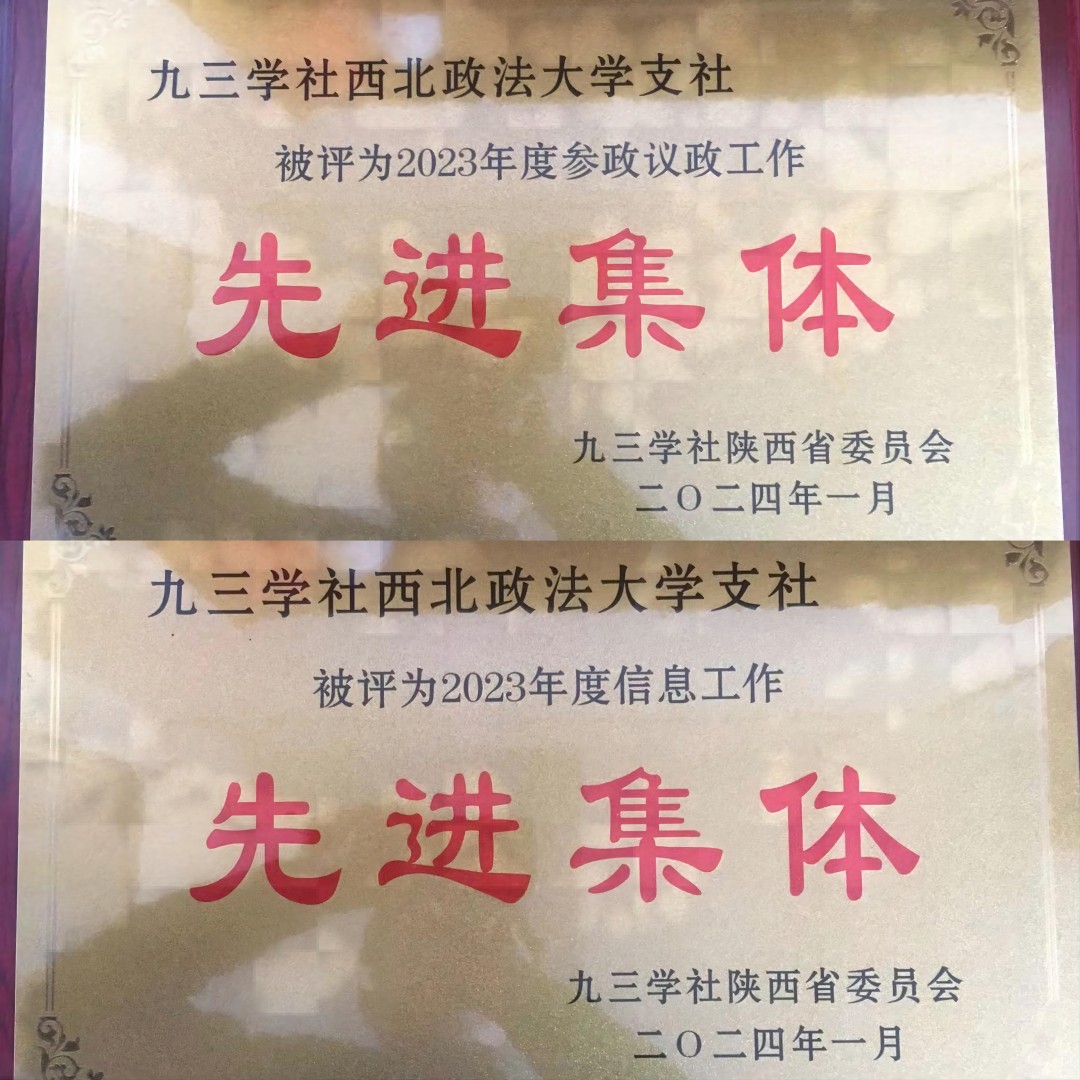 九三学社西北政法大学支社
被评为2023年度参政议政工作
先进集体
九三学社陕西省委员会
二〇二四年一月
九三学社西北政法大学支社
被评为2023年度信息工作
先进集体
九三学社陕西省委员会
二〇二四年一月